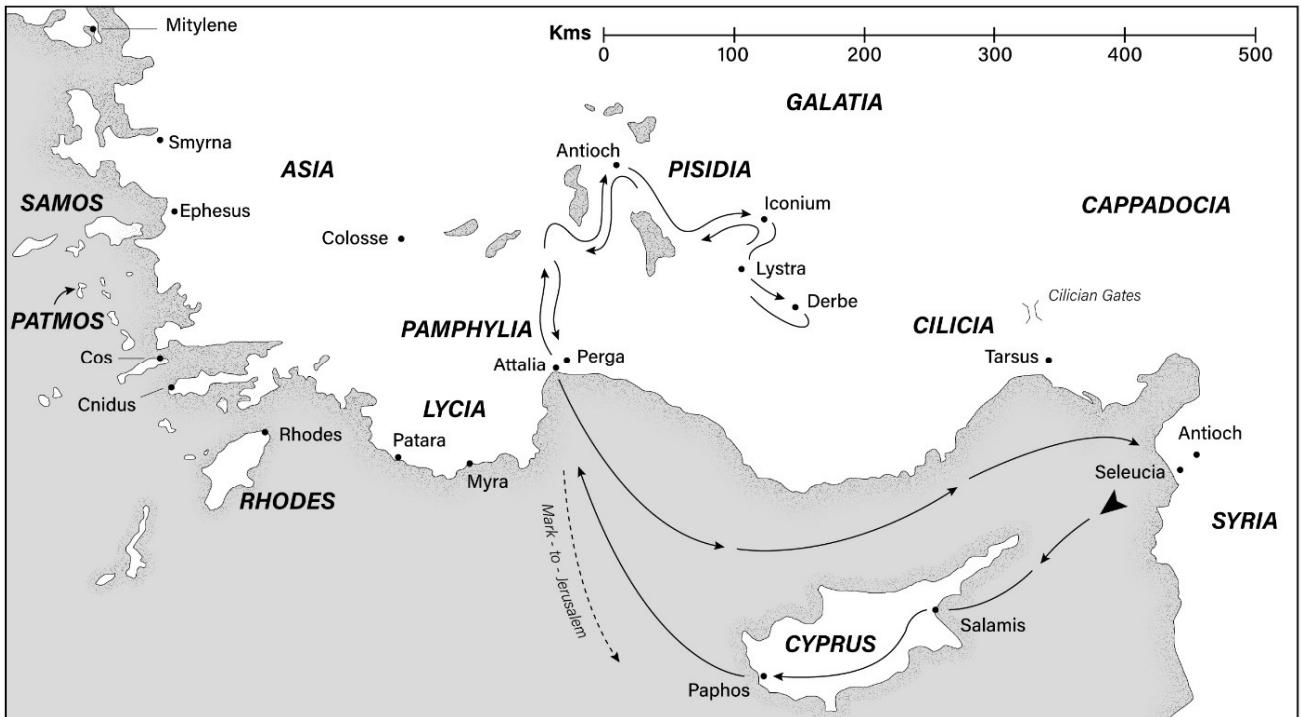 Mitylene
Kms
0 100 200 300 400 500
GALATIA
Smyrna
Antioch
ASIA
PISIDIA
SAMOS
Ephesus
Iconium
CAPPADOCIA
Colosse
Lystra
PATMOS
Derbe
Cilician Gates
PAMPHYLIA
CILICIA
Cos
Attalia
Perga
Tarsus
Cnidus
LYCIA
Rhodes
Patara
Antioch
Myra
Seleucia
RHODES
SYRIA
Mark - to - Jerusalem
Salamis
CYPRUS
Paphos